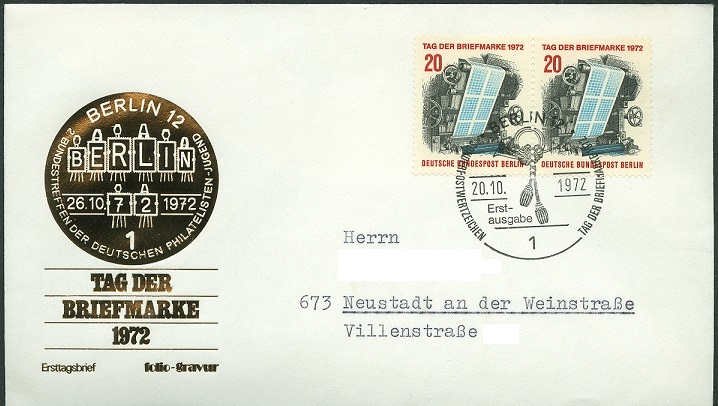 TAG DER BRIEFMARKE 1972
20
DEUTSCHE BUNDESPOST BERLIN
TAG DER BRIEFMARKE 1972
20
DEUTSCHE BUNDESPOST BERLIN
BERLIN 12
20.10. 1972
Erst-
ausgabe
POSTWERTZEICHEN
TAG DER BRIEFMARKE
1
BERLIN 12
2. BUNDESTREFFEN DER DEUTSCHEN PHILATELISTEN-JUGEND
BERLIN
26.10.72 1972
1
TAG DER
BRIEFMARKE
1972
Ersttagsbrief folio-gravur
Herrn
673 Neustadt an der Weinstraße
Villenstraße